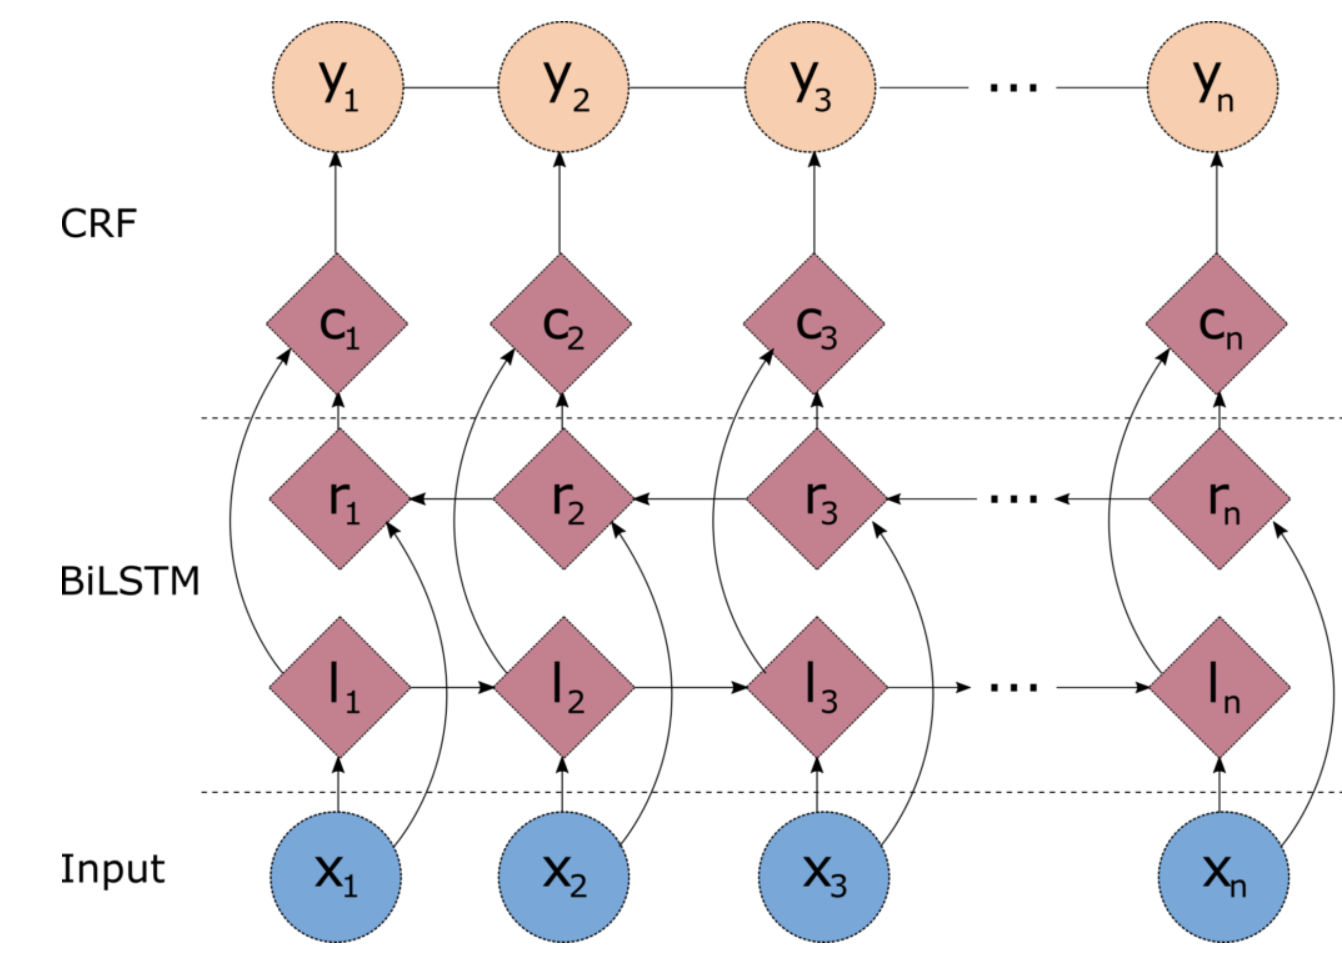 y1 y2 y3 ... yn
CRF
c1 c2 c3 cn
r1 r2 r3 ... rn
BiLSTM
l1 l2 l3 ... ln
Input x1 x2 x3 xn